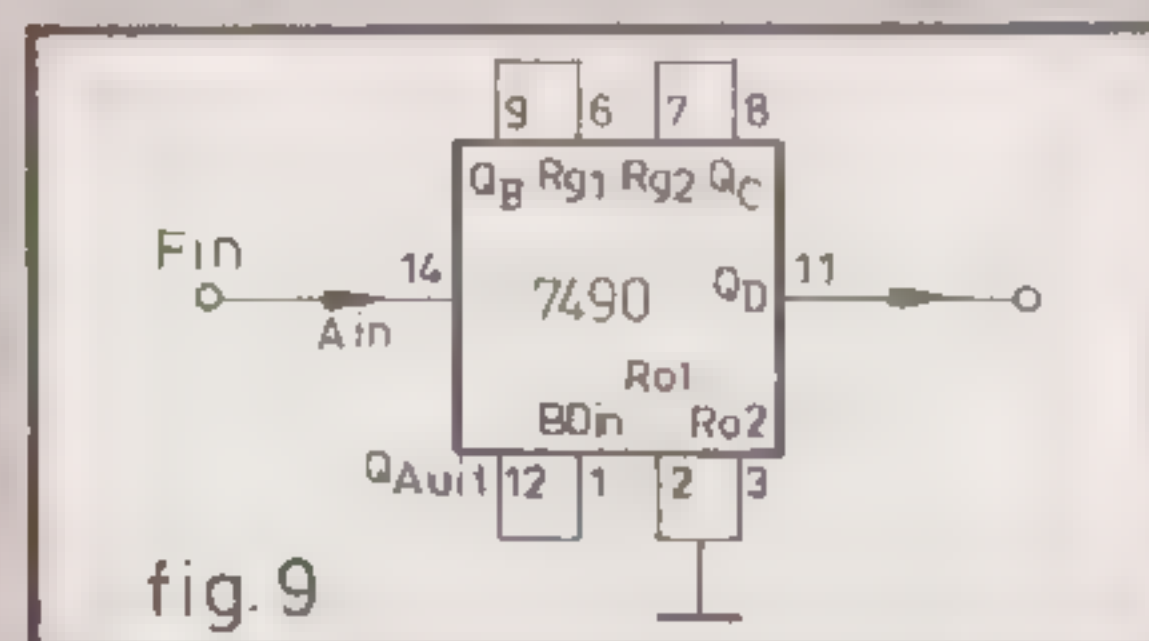 9 6 7 8
QB Rg1 Rg2 QC
Fin 14 7490 QD 11
Ain
Ro1
BDin Ro2
QAuit 12 1 2 3
fig. 9